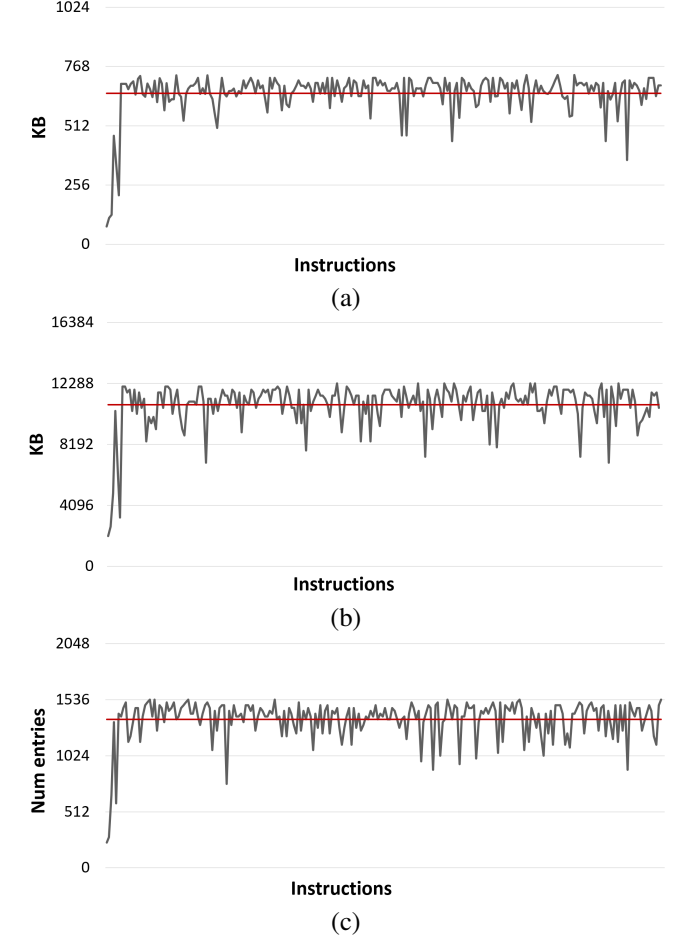 1024
768
512
256
0
KB
Instructions
(a)
16384
12288
8192
4096
0
KB
Instructions
(b)
2048
1536
1024
512
0
Num entries
Instructions
(c)